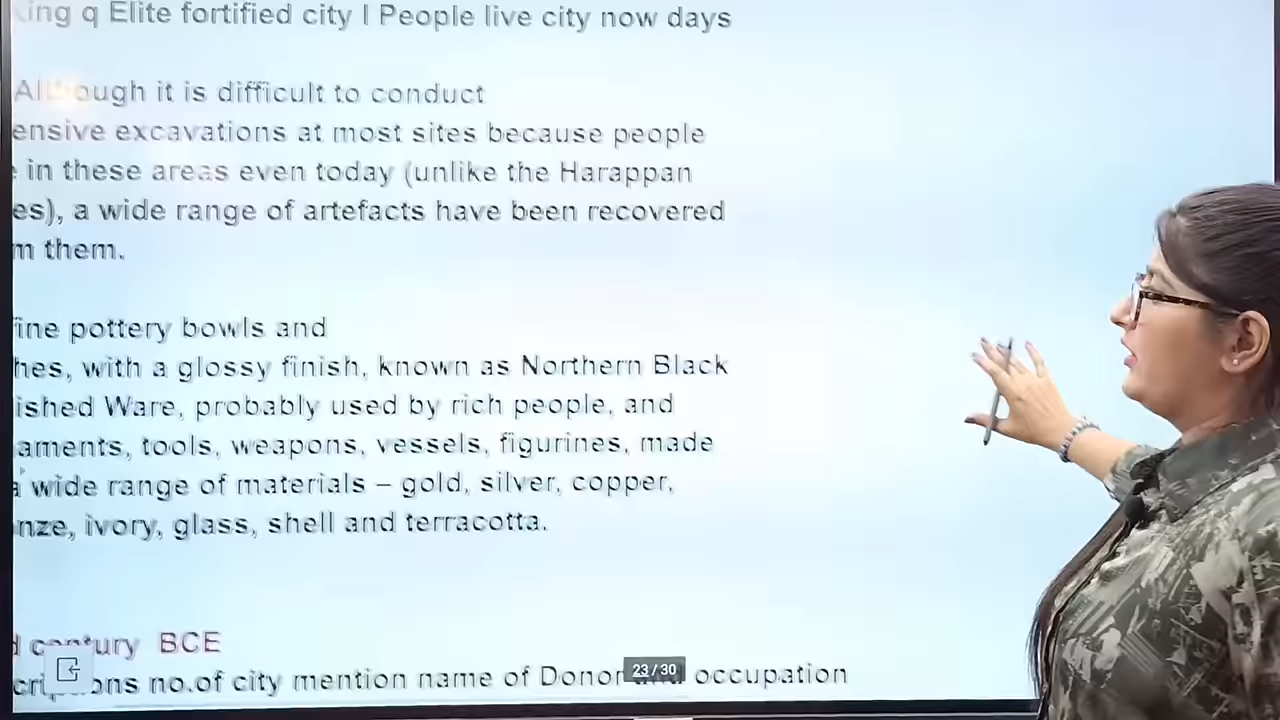 king q Elite fortified city I People live city now days
Although it is difficult to conduct
ensive excavations at most sites because people
in these areas even today (unlike the Harappan
es), a wide range of artefacts have been recovered
m them.
fine pottery bowls and
hes, with a glossy finish, known as Northern Black
ished Ware, probably used by rich people, and
aments, tools, weapons, vessels, figurines, made
a wide range of materials – gold, silver, copper,
nze, ivory, glass, shell and terracotta.
d century BCE
criptions no.of city mention name of Donor and occupation
23 / 30